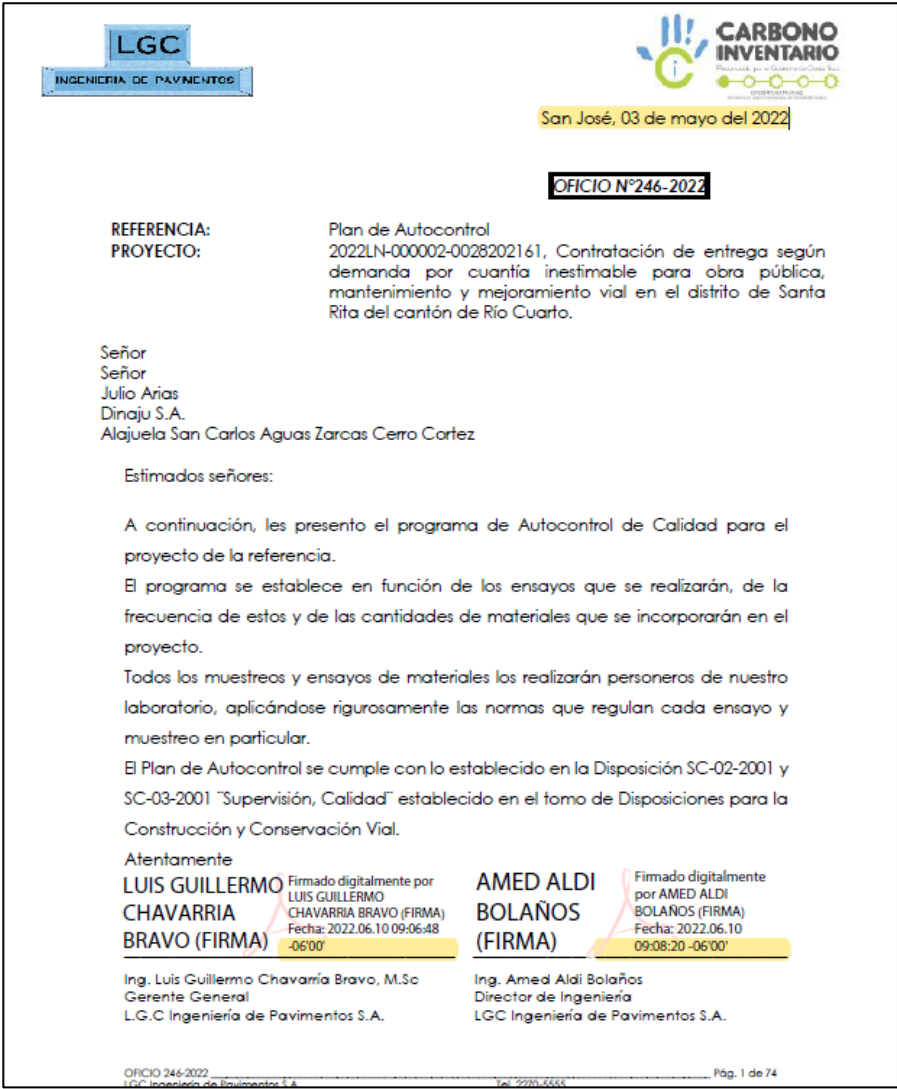 LGC
INGENIERIA DE PAVIMENTOS
CARBONO
INVENTARIO
San José, 03 de mayo del 2022
OFICIO N°246-2022
REFERENCIA: Plan de Autocontrol
PROYECTO: 2022LN-000002-0028202161, Contratación de entrega según
demanda por cuantía inestimable para obra pública,
mantenimiento y mejoramiento vial en el distrito de Santa
Rita del cantón de Río Cuarto.
Señor
Señor
Julio Arias
Dinaju S.A.
Alajuela San Carlos Aguas Zarcas Cerro Cortez
Estimados señores:
A continuación, les presento el programa de Autocontrol de Calidad para el
proyecto de la referencia.
El programa se establece en función de los ensayos que se realizarán, de la
frecuencia de estos y de las cantidades de materiales que se incorporarán en el
proyecto.
Todos los muestreos y ensayos de materiales los realizarán personeros de nuestro
laboratorio, aplicándose rigurosamente las normas que regulan cada ensayo y
muestreo en particular.
El Plan de Autocontrol se cumple con lo establecido en la Disposición SC-02-2001 y
SC-03-2001 ¨Supervisión, Calidad¨ establecido en el tomo de Disposiciones para la
Construcción y Conservación Vial.
Atentamente
LUIS GUILLERMO
CHAVARRIA
BRAVO (FIRMA)
Firmado digitalmente por
LUIS GUILLERMO
CHAVARRIA BRAVO (FIRMA)
Fecha: 2022.06.10 09:06:48
-06'00'
AMED ALDI
BOLAÑOS
(FIRMA)
Firmado digitalmente
por AMED ALDI
BOLAÑOS (FIRMA)
Fecha: 2022.06.10
09:08:20 -06'00'
Ing. Luis Guillermo Chavarría Bravo, M.Sc
Gerente General
L.G.C Ingeniería de Pavimentos S.A.
Ing. Amed Aldi Bolaños
Director de Ingeniería
LGC Ingeniería de Pavimentos S.A.
OFICIO 246-2022 Pág. 1 de 74
LGC Ingeniería de Pavimentos S.A. Tel. 2270-5555